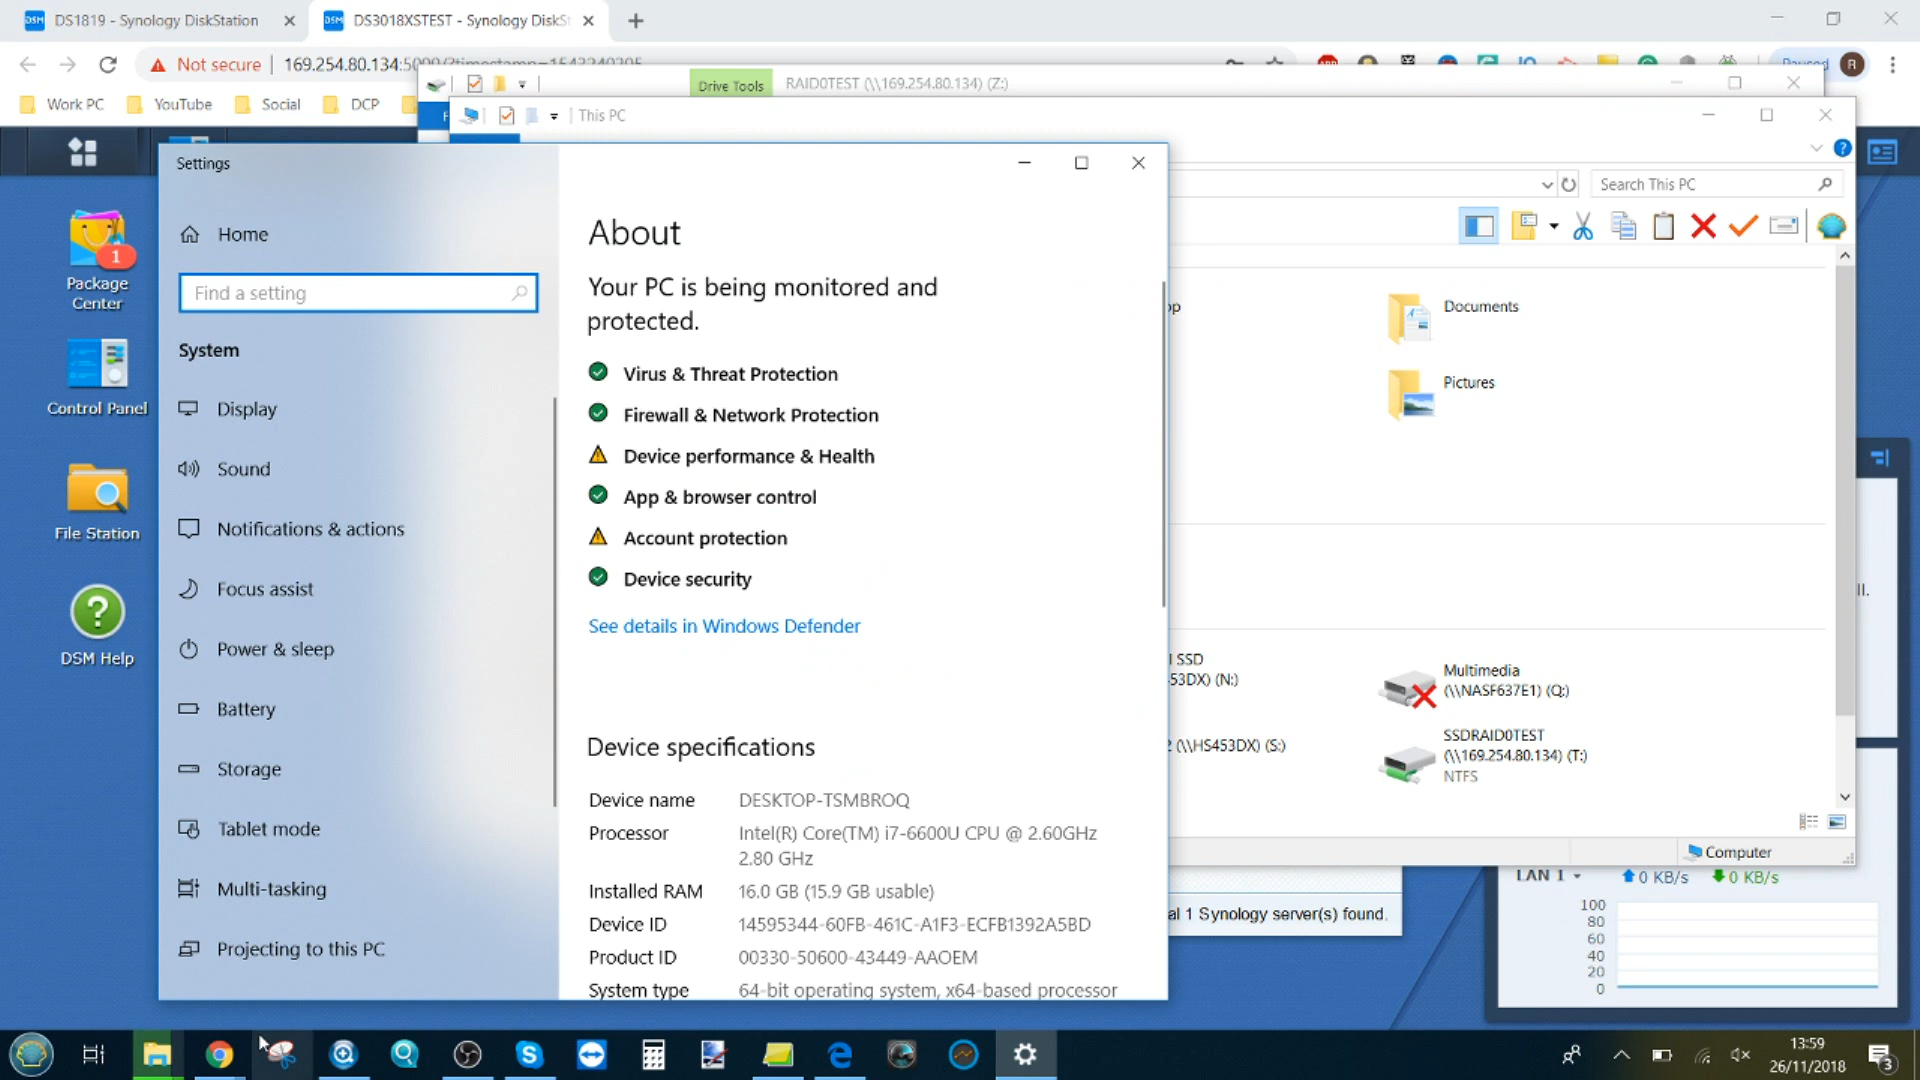 DS1819 - Synology DiskStation
DS3018XSTEST - Synology DiskSt
Not secure
169.254.80.134:5000/?timestamp=1543240205
Paused
R
Work PC
YouTube
Social
DCP
Drive Tools
RAID0TEST (\\169.254.80.134) (Z:)
This PC
Search This PC
Package
Center
1
Control Panel
File Station
DSM Help
Settings
Home
Find a setting
System
Display
Sound
Notifications & actions
Focus assist
Power & sleep
Battery
Storage
Tablet mode
Multi-tasking
Projecting to this PC
About
Your PC is being monitored and
protected.
Virus & Threat Protection
Firewall & Network Protection
Device performance & Health
App & browser control
Account protection
Device security
See details in Windows Defender
Device specifications
Device name DESKTOP-TSMBROQ
Processor Intel(R) Core(TM) i7-6600U CPU @ 2.60GHz
2.80 GHz
Installed RAM 16.0 GB (15.9 GB usable)
Device ID 14595344-60FB-461C-A1F3-ECFB1392A5BD
Product ID 00330-50600-43449-AAOEM
System type 64-bit operating system, x64-based processor
op
Documents
Pictures
l SSD
53DX) (N:)
Multimedia
(\\NASF637E1) (Q:)
2 (\\HS453DX) (S:)
SSDRAID0TEST
(\\169.254.80.134) (T:)
NTFS
Computer
ll.
al 1 Synology server(s) found.
LAN 1
0 KB/s
0 KB/s
100
80
60
40
20
0
13:59
26/11/2018
3